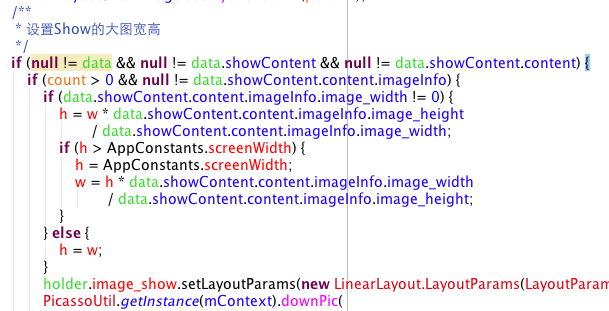 /**
* 设置Show的大图宽高
*/
if (null != data && null != data.showContent && null != data.showContent.content) {
if (count > 0 && null != data.showContent.content.imageInfo) {
if (data.showContent.content.imageInfo.image_width != 0) {
h = w * data.showContent.content.imageInfo.image_height
/ data.showContent.content.imageInfo.image_width;
if (h > AppConstants.screenWidth) {
h = AppConstants.screenWidth;
w = h * data.showContent.content.imageInfo.image_width
/ data.showContent.content.imageInfo.image_height;
}
} else {
h = w;
}
holder.image_show.setLayoutParams(new LinearLayout.LayoutParams(LayoutParam
PicassoUtil.getInstance(mContext).downPic(